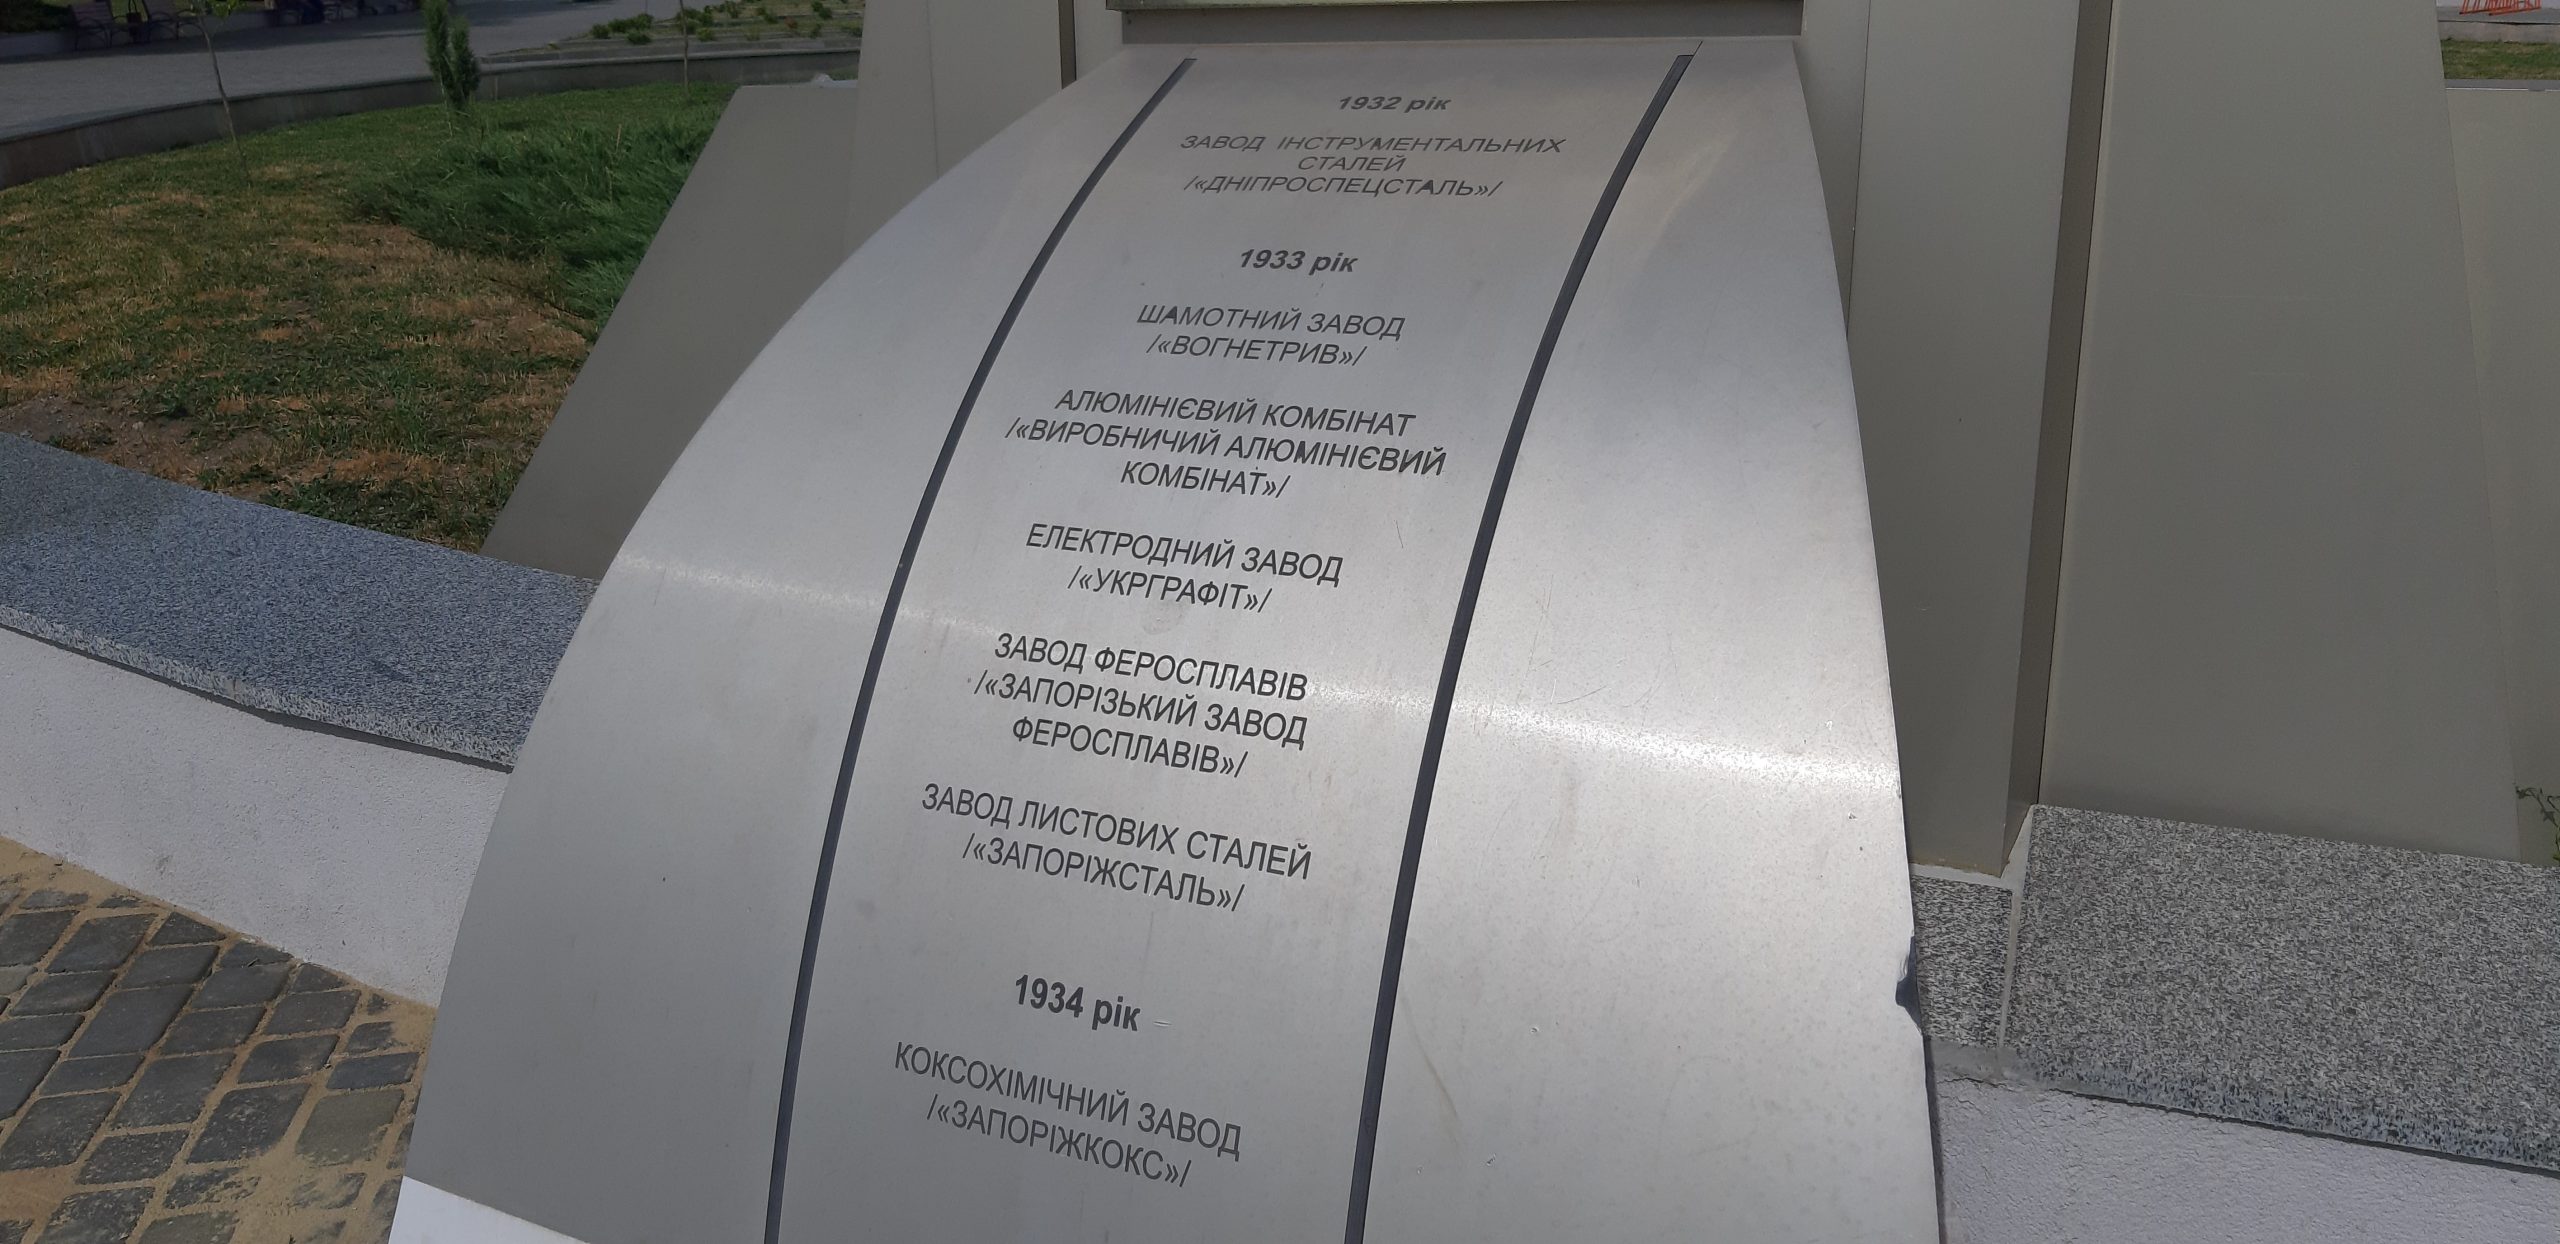 1932 рік
ЗАВОД ІНСТРУМЕНТАЛЬНИХ
СТАЛЕЙ
/«ДНІПРОСПЕЦСТАЛЬ»/
1933 рік
ШАМОТНИЙ ЗАВОД
/«ВОГНЕТРИВ»/
АЛЮМІНІЄВИЙ КОМБІНАТ
/«ВИРОБНИЧИЙ АЛЮМІНІЄВИЙ
КОМБІНАТ»/
ЕЛЕКТРОДНИЙ ЗАВОД
/«УКРГРАФІТ»/
ЗАВОД ФЕРОСПЛАВІВ
/«ЗАПОРІЗЬКИЙ ЗАВОД
ФЕРОСПЛАВІВ»/
ЗАВОД ЛИСТОВИХ СТАЛЕЙ
/«ЗАПОРІЖСТАЛЬ»/
1934 рік
КОКСОХІМІЧНИЙ ЗАВОД
/«ЗАПОРІЖКОКС»/